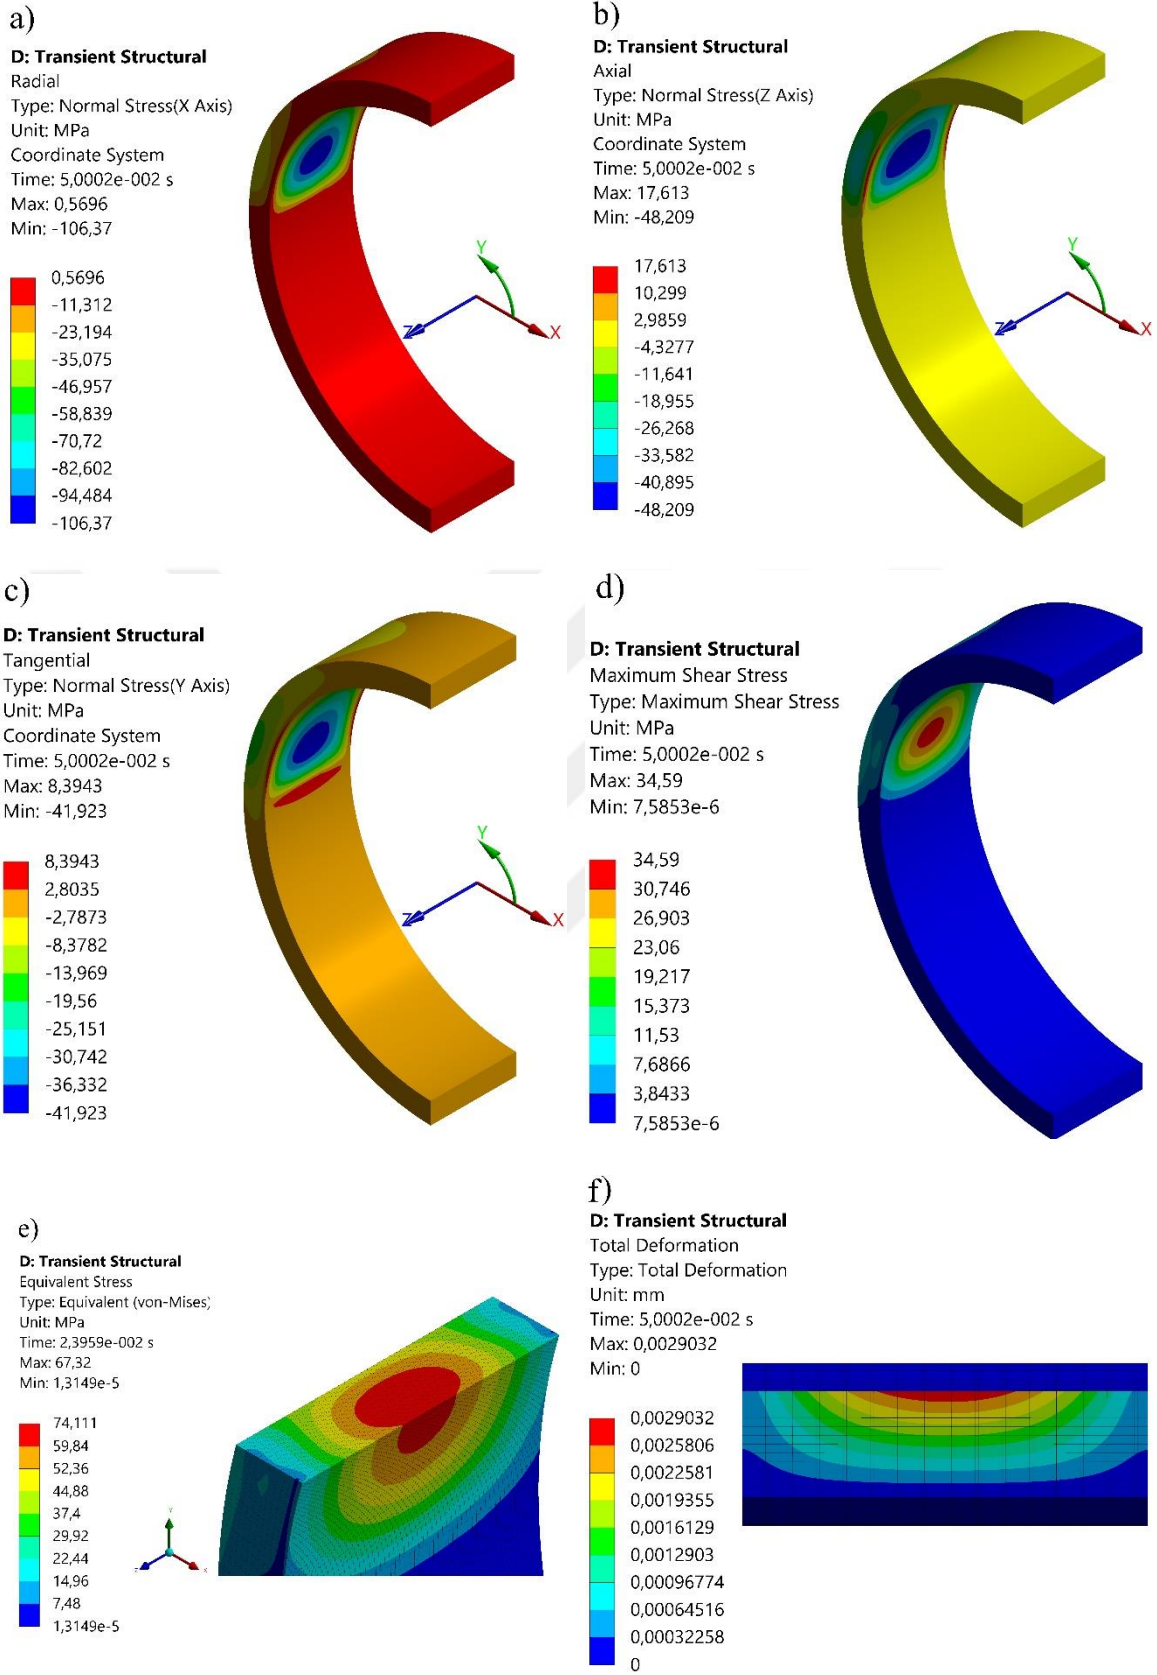 a)
D: Transient Structural
Radial
Type: Normal Stress(X Axis)
Unit: MPa
Coordinate System
Time: 5,0002e-002 s
Max: 0,5696
Min: -106,37
0,5696
-11,312
-23,194
-35,075
-46,957
-58,839
-70,72
-82,602
-94,484
-106,37
Y
Z
X
b)
D: Transient Structural
Axial
Type: Normal Stress(Z Axis)
Unit: MPa
Coordinate System
Time: 5,0002e-002 s
Max: 17,613
Min: -48,209
17,613
10,299
2,9859
-4,3277
-11,641
-18,955
-26,268
-33,582
-40,895
-48,209
Y
Z
X
c)
D: Transient Structural
Tangential
Type: Normal Stress(Y Axis)
Unit: MPa
Coordinate System
Time: 5,0002e-002 s
Max: 8,3943
Min: -41,923
8,3943
2,8035
-2,7873
-8,3782
-13,969
-19,56
-25,151
-30,742
-36,332
-41,923
Y
Z
X
d)
D: Transient Structural
Maximum Shear Stress
Type: Maximum Shear Stress
Unit: MPa
Time: 5,0002e-002 s
Max: 34,59
Min: 7,5853e-6
34,59
30,746
26,903
23,06
19,217
15,373
11,53
7,6866
3,8433
7,5853e-6
e)
D: Transient Structural
Equivalent Stress
Type: Equivalent (von-Mises)
Unit: MPa
Time: 2,3959e-002 s
Max: 67,32
Min: 1,3149e-5
74,111
59,84
52,36
44,88
37,4
29,92
22,44
14,96
7,48
1,3149e-5
Y
Z
X
f)
D: Transient Structural
Total Deformation
Type: Total Deformation
Unit: mm
Time: 5,0002e-002 s
Max: 0,0029032
Min: 0
0,0029032
0,0025806
0,0022581
0,0019355
0,0016129
0,0012903
0,00096774
0,00064516
0,00032258
0